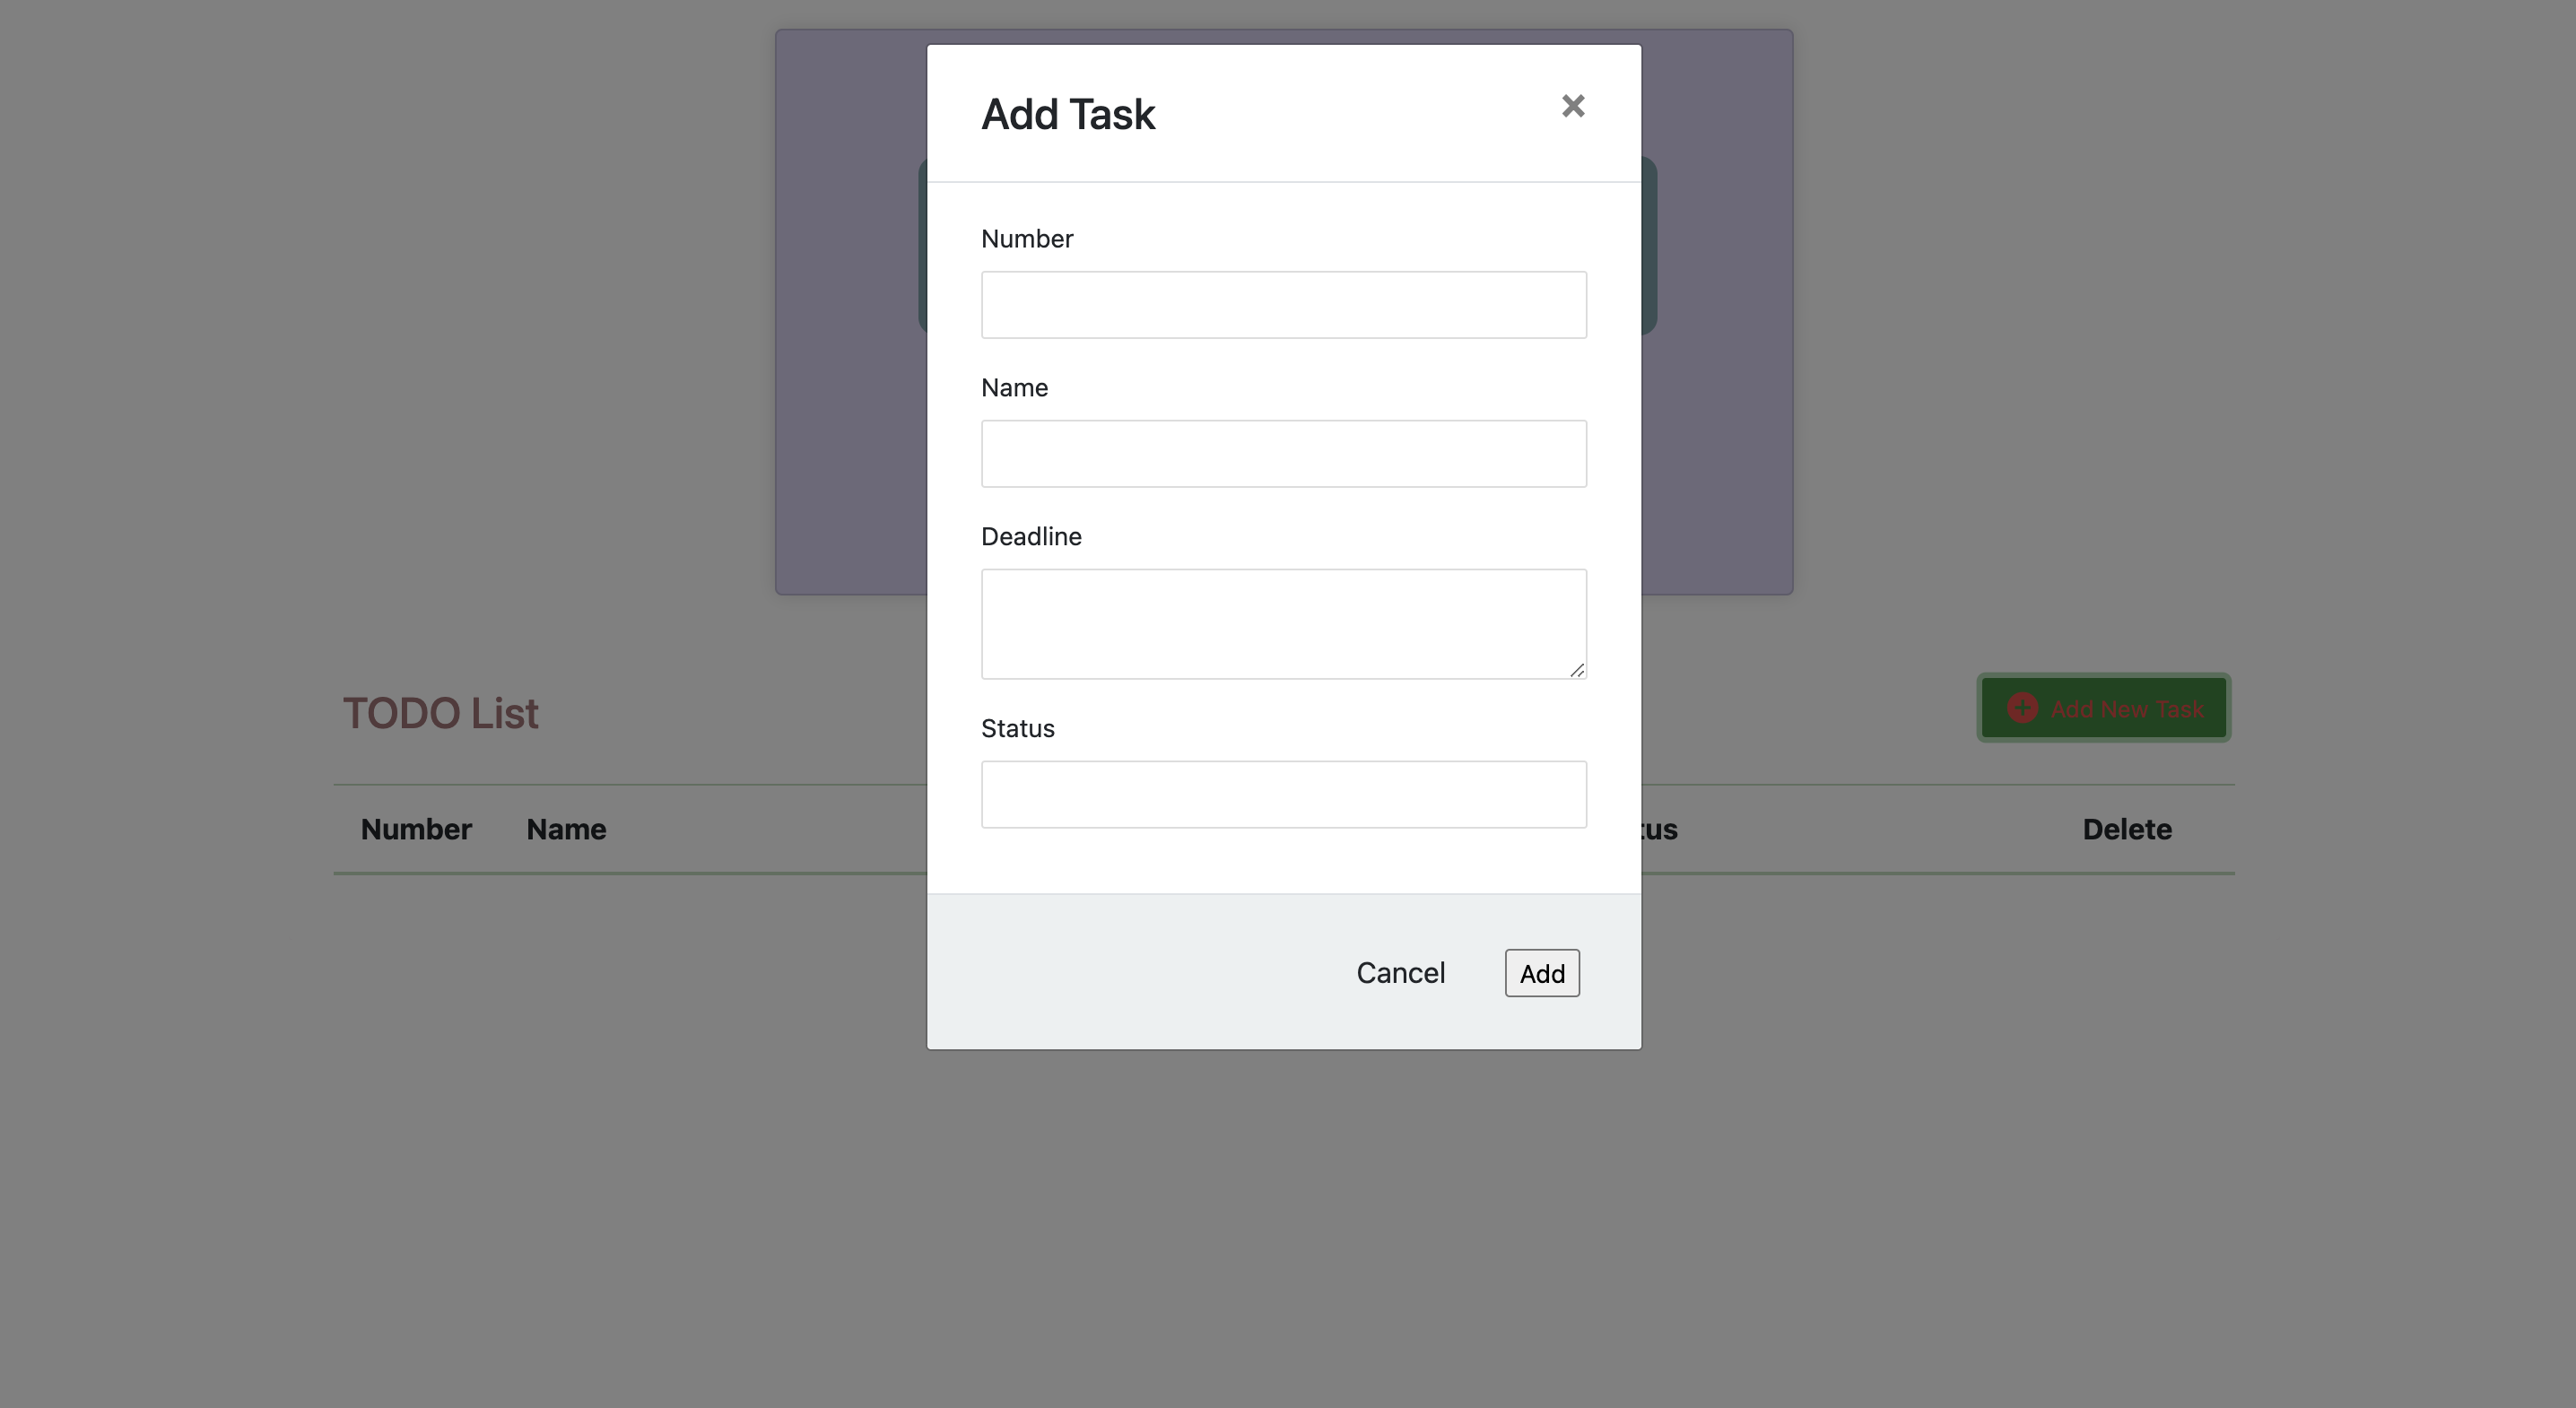 Add Task
×
Number
Name
Deadline
Status
Cancel Add
TODO List
Add New Task
Number Name tus Delete